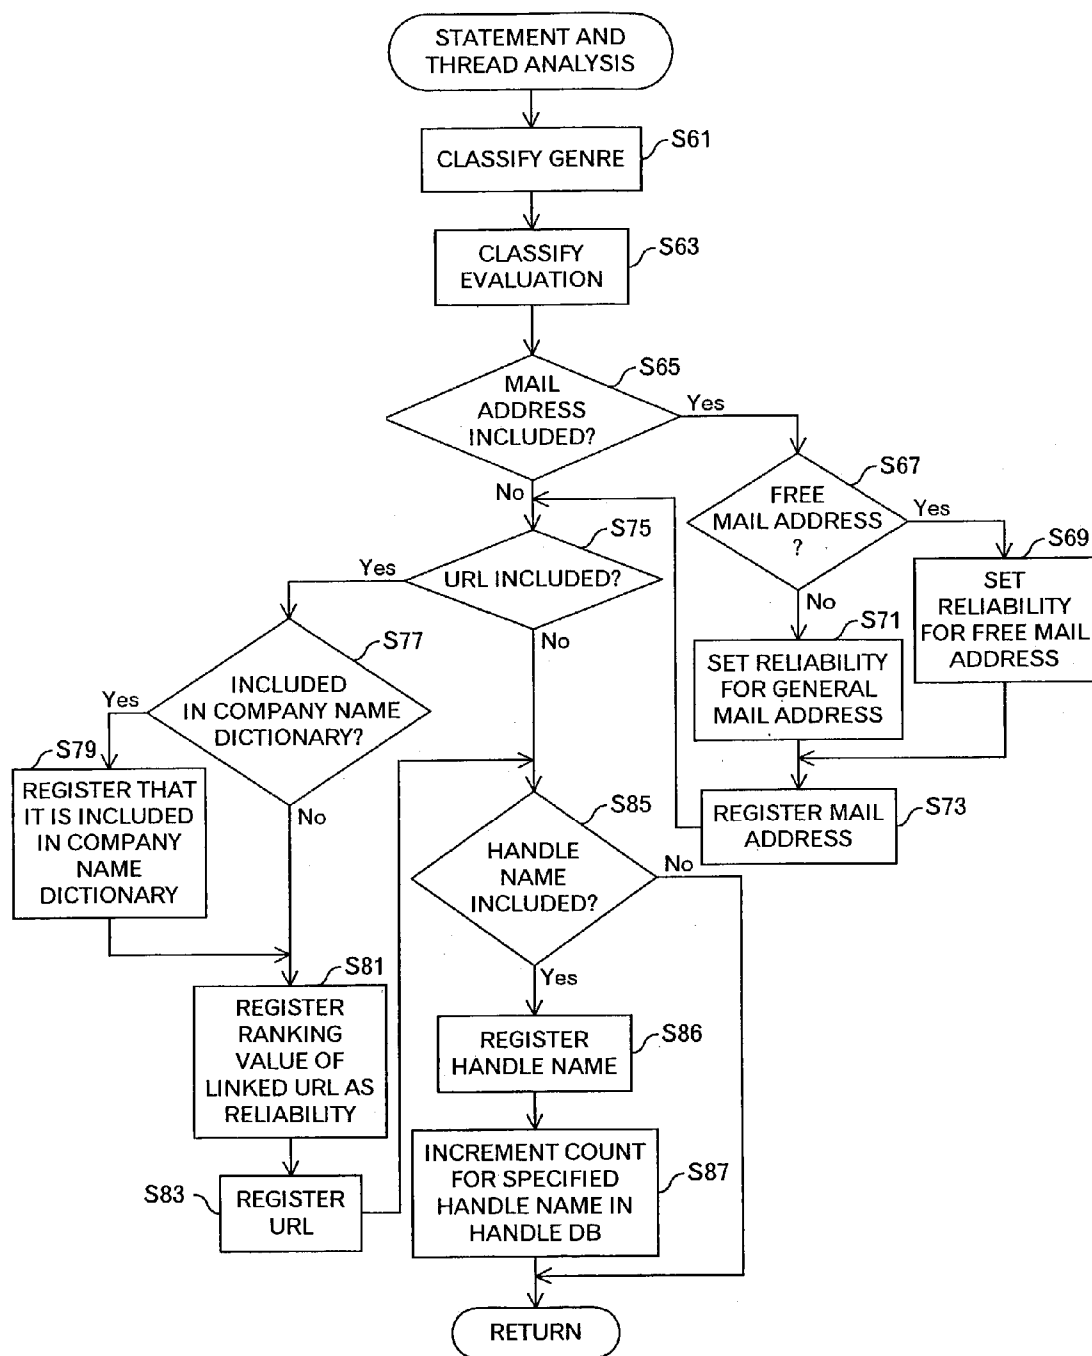 STATEMENT AND
THREAD ANALYSIS
S61
CLASSIFY GENRE
S63
CLASSIFY
EVALUATION
S65
MAIL
ADDRESS
INCLUDED?
Yes
No
S67
FREE
MAIL ADDRESS
?
Yes
No
S69
SET
RELIABILITY
FOR FREE MAIL
ADDRESS
S71
SET RELIABILITY
FOR GENERAL
MAIL ADDRESS
S73
REGISTER MAIL
ADDRESS
S75
URL INCLUDED?
Yes
No
S77
INCLUDED
IN COMPANY NAME
DICTIONARY?
Yes
No
S79
REGISTER THAT
IT IS INCLUDED
IN COMPANY
NAME
DICTIONARY
S81
REGISTER
RANKING
VALUE OF
LINKED URL AS
RELIABILITY
S83
REGISTER
URL
S85
HANDLE
NAME
INCLUDED?
No
Yes
S86
REGISTER
HANDLE NAME
S87
INCREMENT COUNT
FOR SPECIFIED
HANDLE NAME IN
HANDLE DB
RETURN